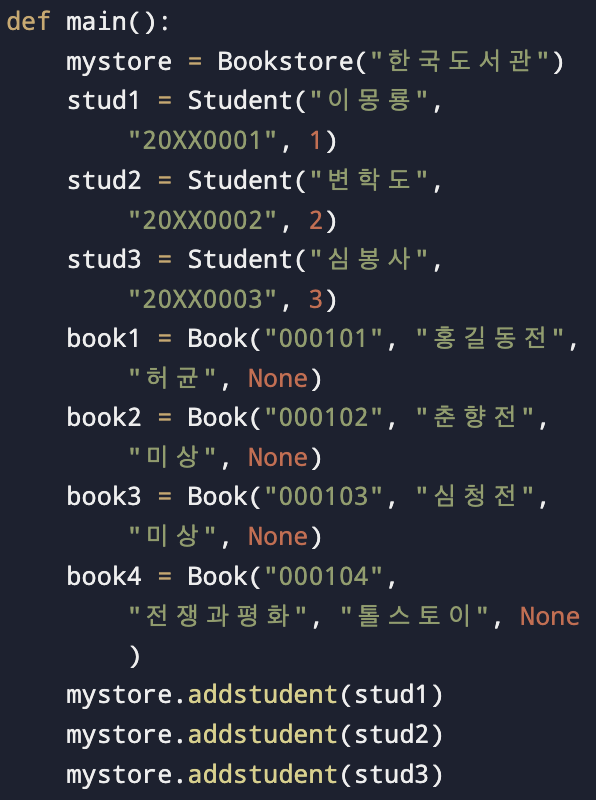 def main():
    mystore = Bookstore("한국도서관")
    stud1 = Student("이몽룡",
        "20XX0001", 1)
    stud2 = Student("변학도",
        "20XX0002", 2)
    stud3 = Student("심봉사",
        "20XX0003", 3)
    book1 = Book("000101", "홍길동전",
        "허균", None)
    book2 = Book("000102", "춘향전",
        "미상", None)
    book3 = Book("000103", "심청전",
        "미상", None)
    book4 = Book("000104",
        "전쟁과평화", "톨스토이", None
        )
    mystore.addstudent(stud1)
    mystore.addstudent(stud2)
    mystore.addstudent(stud3)